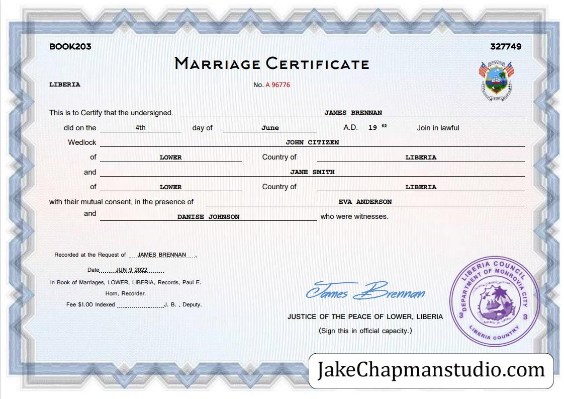 BOOK203 327749
MARRIAGE CERTIFICATE
LIBERIA No. A 96776
This is to Certify that the undersigned. JAMES BRENNAN
did on the 4th day of June A.D. 19 Join in lawful
Wedlock JOHN CITIZEN
of LOWER Country of LIBERIA
and JANE SMITH
of LOWER Country of LIBERIA
with their mutual consent, in the presence of EVA ANDERSON
and DANISE JOHNSON who were witnesses.
Recorded at the Request of JAMES BRENNAN
Date JUN 9 2022
in Book of Marriages, LOWER, LIBERIA, Records, Paul E.
Horn, Recorder.
Fee $1.00 Indexed J. B. , Deputy.
James Brennan
JUSTICE OF THE PEACE OF LOWER, LIBERIA
(Sign this in official capacity.)
LIBERIA COUNCIL
DEPARTMENT OF MONROVIA CITY
3 3
LIBERIA COUNTRY
JakeChapmanstudio.com